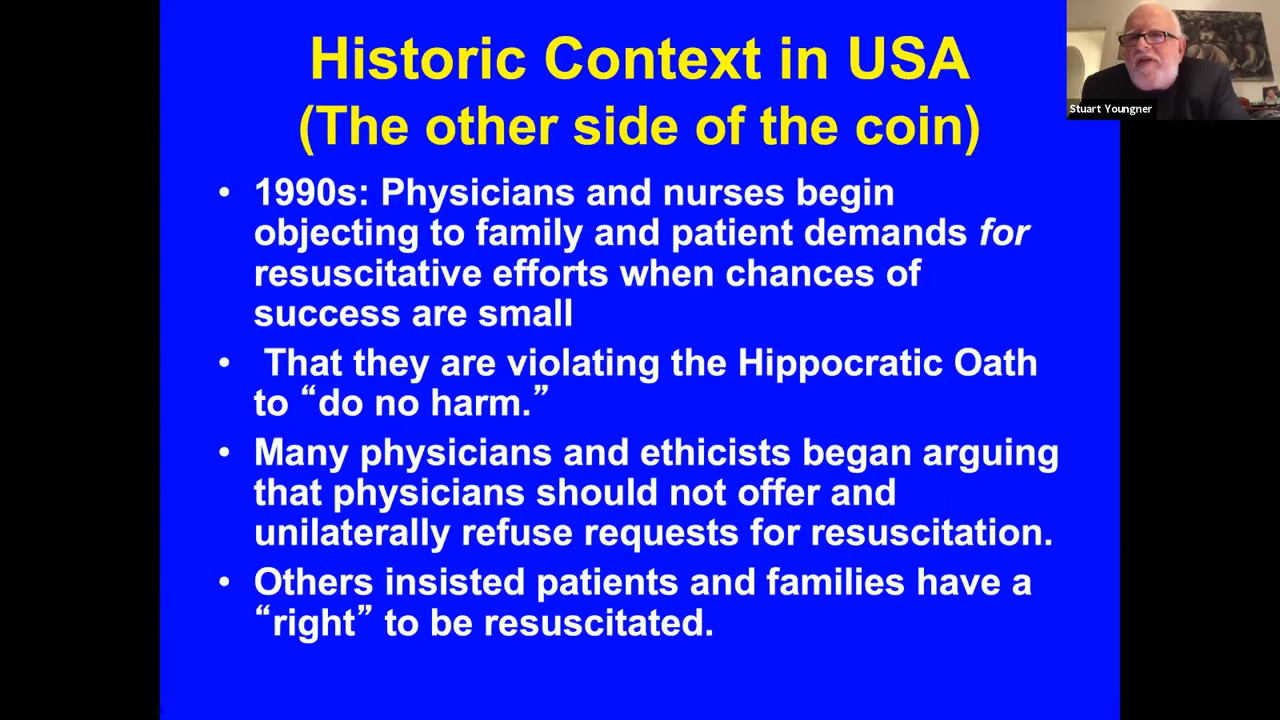 Historic Context in USA
(The other side of the coin)
• 1990s: Physicians and nurses begin
objecting to family and patient demands for
resuscitative efforts when chances of
success are small
• That they are violating the Hippocratic Oath
to “do no harm.”
• Many physicians and ethicists began arguing
that physicians should not offer and
unilaterally refuse requests for resuscitation.
• Others insisted patients and families have a
“right” to be resuscitated.
Stuart Youngner